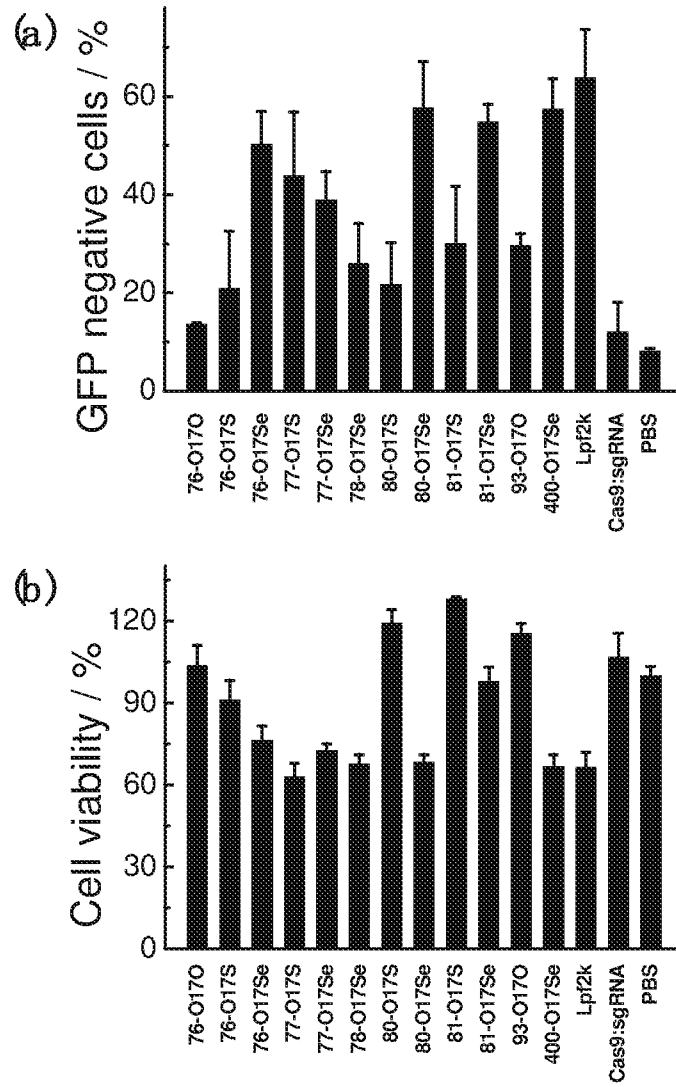 (a)
GFP negative cells / %
60
40
20
0
76-O17O
76-O17S
76-O17Se
77-O17S
77-O17Se
78-O17Se
80-O17S
80-O17Se
81-O17S
81-O17Se
93-O17O
400-O17Se
Lpf2k
Cas9:sgRNA
PBS
(b)
Cell viability / %
120
90
60
30
0
76-O17O
76-O17S
76-O17Se
77-O17S
77-O17Se
78-O17Se
80-O17S
80-O17Se
81-O17S
81-O17Se
93-O17O
400-O17Se
Lpf2k
Cas9:sgRNA
PBS